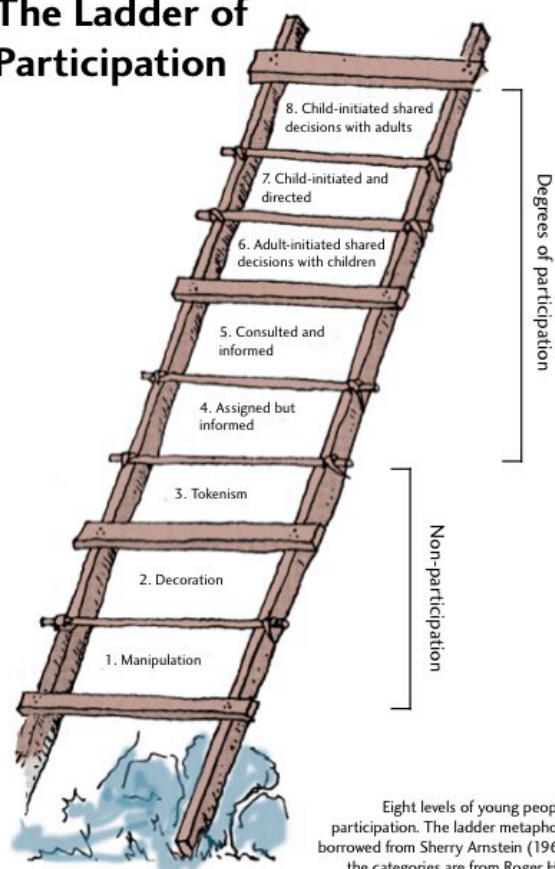 The Ladder of
Participation
8. Child-initiated shared
decisions with adults
7. Child-initiated and
directed
6. Adult-initiated shared
decisions with children
5. Consulted and
informed
4. Assigned but
informed
3. Tokenism
2. Decoration
1. Manipulation
Degrees of participation
Non-participation
Eight levels of young
participation. The ladder
borrowed from Sherry Arnstein
the categories are from Roger